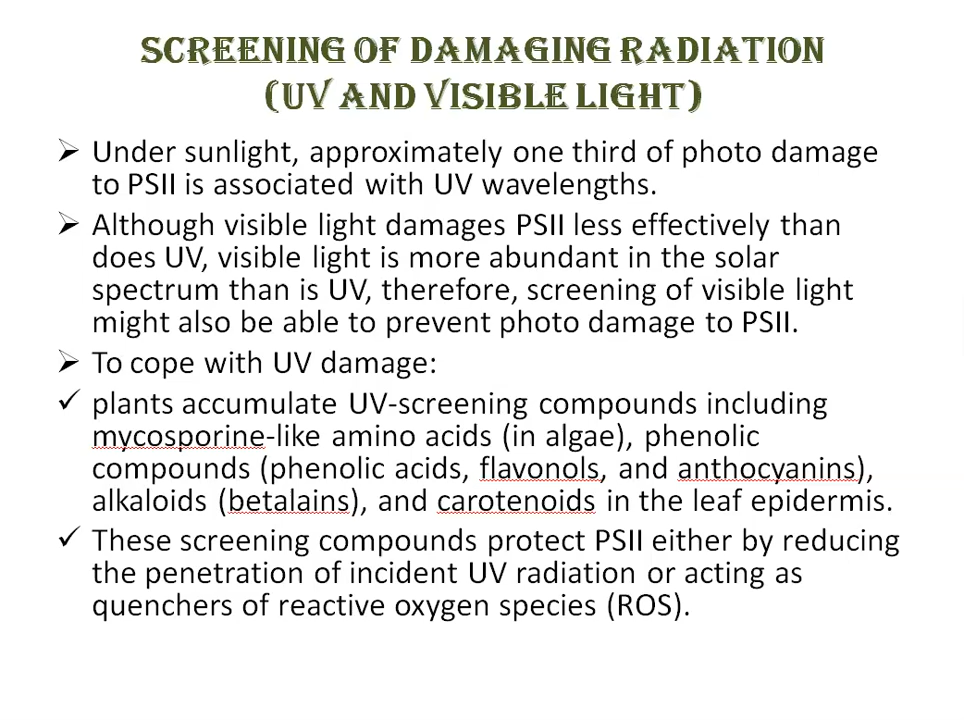 SCREENING OF DAMAGING RADIATION
(UV AND VISIBLE LIGHT)
➢ Under sunlight, approximately one third of photo damage
to PSII is associated with UV wavelengths.
➢ Although visible light damages PSII less effectively than
does UV, visible light is more abundant in the solar
spectrum than is UV, therefore, screening of visible light
might also be able to prevent photo damage to PSII.
➢ To cope with UV damage:
✓ plants accumulate UV-screening compounds including
mycosporine-like amino acids (in algae), phenolic
compounds (phenolic acids, flavonols, and anthocyanins),
alkaloids (betalains), and carotenoids in the leaf epidermis.
✓ These screening compounds protect PSII either by reducing
the penetration of incident UV radiation or acting as
quenchers of reactive oxygen species (ROS).